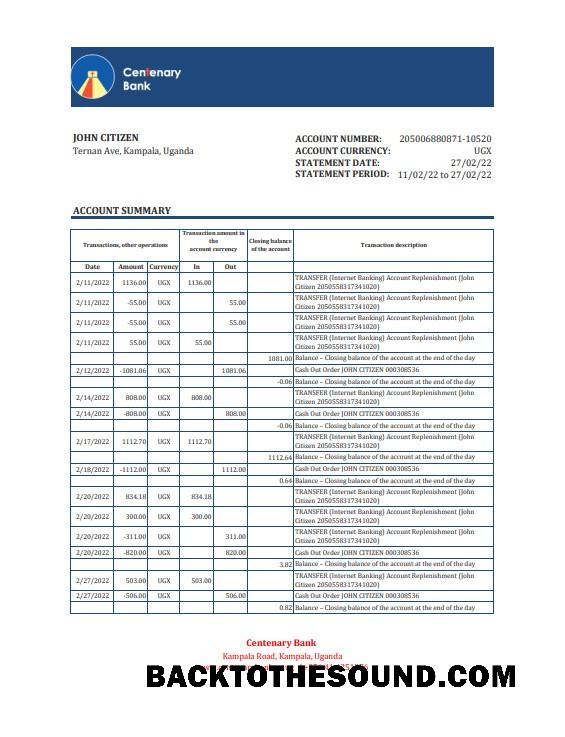 Centenary
Bank
JOHN CITIZEN
Ternan Ave, Kampala, Uganda
ACCOUNT NUMBER: 205006880871-10520
ACCOUNT CURRENCY: UGX
STATEMENT DATE: 27/02/22
STATEMENT PERIOD: 11/02/22 to 27/02/22
ACCOUNT SUMMARY
Transactions, other operations
Transaction amount in
the
account currency
Closing balance
of the account
Transaction description
Date Amount Currency In Out
2/11/2022 1136.00 UGX 1136.00 TRANSFER (Internet Banking) Account Replenishment (John
Citizen 2050558317341020)
2/11/2022 -55.00 UGX 55.00 TRANSFER (Internet Banking) Account Replenishment (John
Citizen 2050558317341020)
2/11/2022 -55.00 UGX 55.00 TRANSFER (Internet Banking) Account Replenishment (John
Citizen 2050558317341020)
2/11/2022 55.00 UGX 55.00 TRANSFER (Internet Banking) Account Replenishment (John
Citizen 2050558317341020)
1081.00 Balance – Closing balance of the account at the end of the day
2/12/2022 -1081.06 UGX 1081.06 Cash Out Order JOHN CITIZEN 000308536
-0.06 Balance – Closing balance of the account at the end of the day
2/14/2022 808.00 UGX 808.00 TRANSFER (Internet Banking) Account Replenishment (John
Citizen 2050558317341020)
2/14/2022 -808.00 UGX 808.00 Cash Out Order JOHN CITIZEN 000308536
-0.06 Balance – Closing balance of the account at the end of the day
2/17/2022 1112.70 UGX 1112.70 TRANSFER (Internet Banking) Account Replenishment (John
Citizen 2050558317341020)
1112.64 Balance – Closing balance of the account at the end of the day
2/18/2022 -1112.00 UGX 1112.00 Cash Out Order JOHN CITIZEN 000308536
0.64 Balance – Closing balance of the account at the end of the day
2/20/2022 834.18 UGX 834.18 TRANSFER (Internet Banking) Account Replenishment (John
Citizen 2050558317341020)
2/20/2022 300.00 UGX 300.00 TRANSFER (Internet Banking) Account Replenishment (John
Citizen 2050558317341020)
2/20/2022 -311.00 UGX 311.00 TRANSFER (Internet Banking) Account Replenishment (John
Citizen 2050558317341020)
2/20/2022 -820.00 UGX 820.00 Cash Out Order JOHN CITIZEN 000308536
3.82 Balance – Closing balance of the account at the end of the day
2/27/2022 503.00 UGX 503.00 TRANSFER (Internet Banking) Account Replenishment (John
Citizen 2050558317341020)
2/27/2022 -506.00 UGX 506.00 Cash Out Order JOHN CITIZEN 000308536
0.82 Balance – Closing balance of the account at the end of the day
Centenary Bank
Kampala Road, Kampala, Uganda
BACKTOTHESOUND.COM